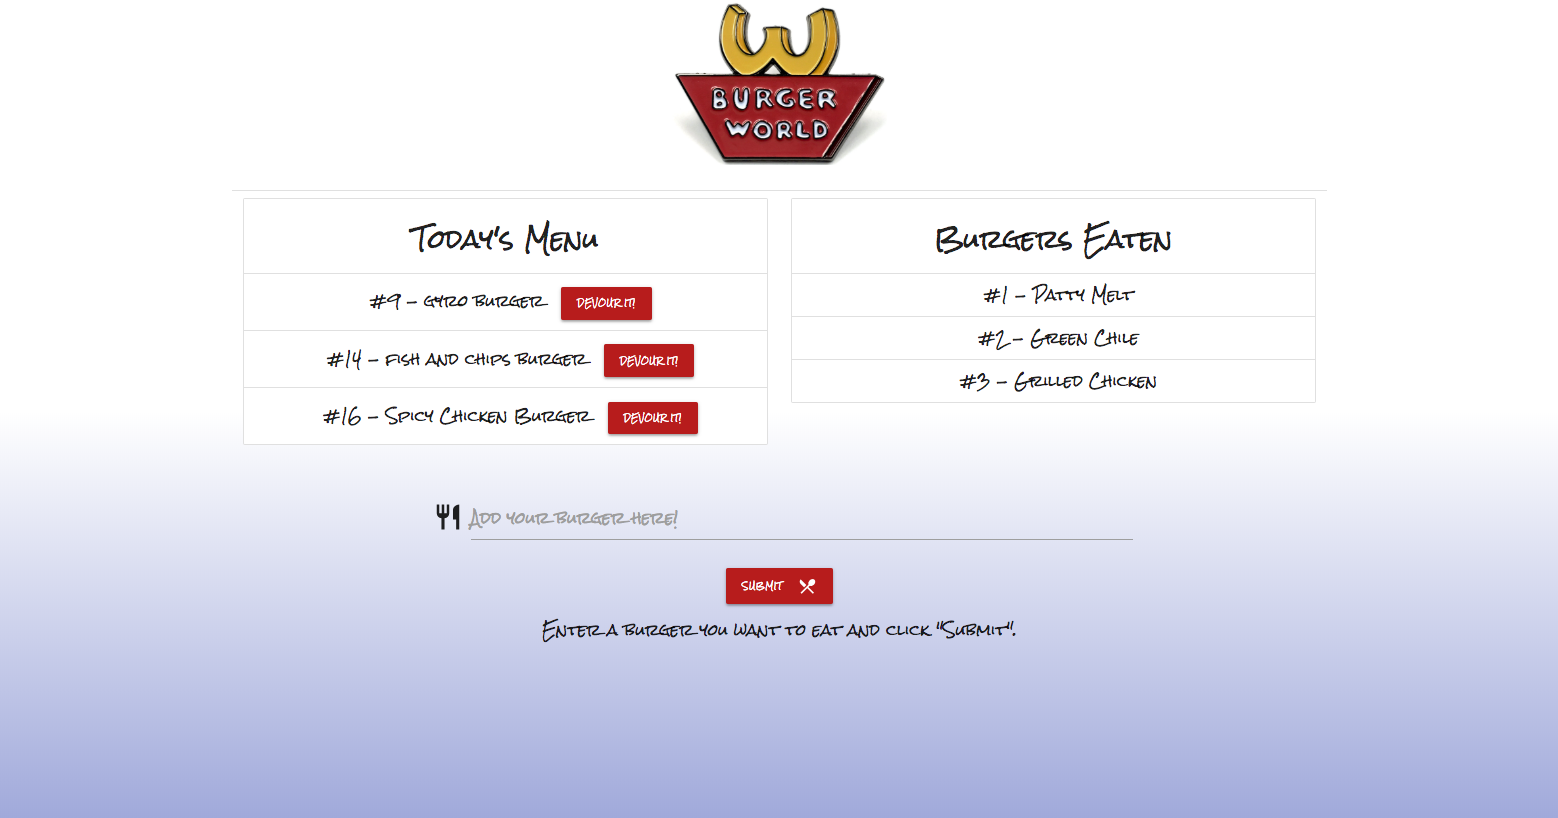 BURGER
WORLD
Today's Menu
#9 - gyro burger DEVOUR IT!
#14 - fish and chips burger DEVOUR IT!
#16 - Spicy Chicken Burger DEVOUR IT!
Burgers Eaten
#1 - Patty Melt
#2 - Green Chile
#3 - Grilled Chicken
Add your burger here!
SUBMIT
Enter a burger you want to eat and click "Submit".